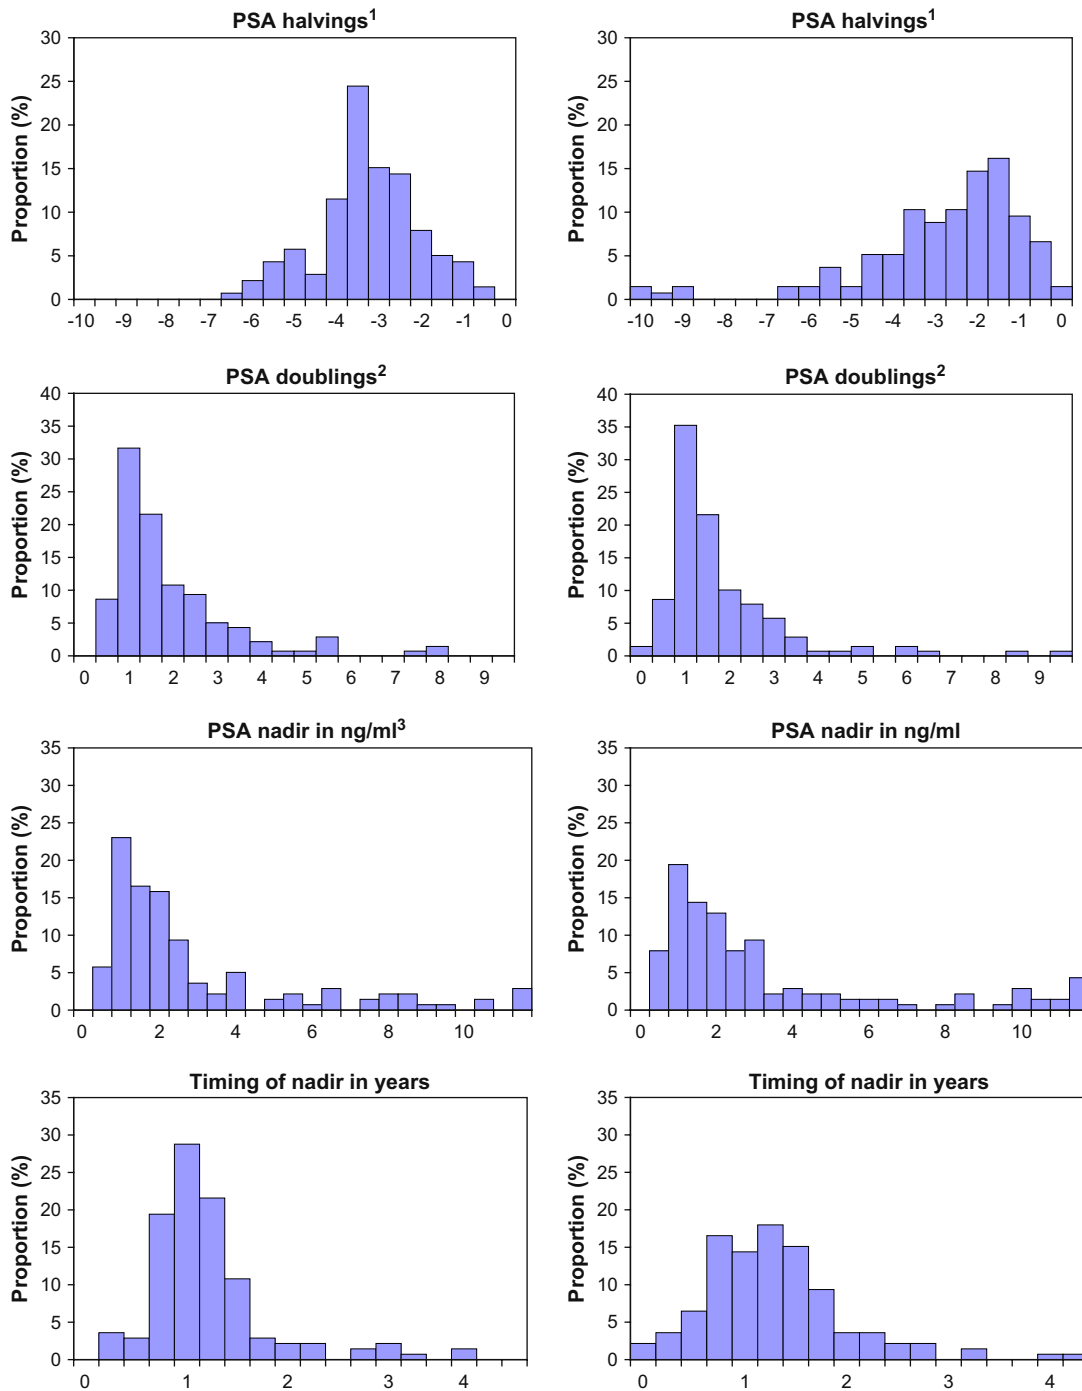 PSA halvings¹
Proportion (%)
30
25
20
15
10
5
0
-10 -9 -8 -7 -6 -5 -4 -3 -2 -1 0
PSA halvings¹
Proportion (%)
30
25
20
15
10
5
0
-10 -9 -8 -7 -6 -5 -4 -3 -2 -1 0
PSA doublings²
Proportion (%)
40
35
30
25
20
15
10
5
0
0 1 2 3 4 5 6 7 8 9
PSA doublings²
Proportion (%)
40
35
30
25
20
15
10
5
0
0 1 2 3 4 5 6 7 8 9
PSA nadir in ng/ml³
Proportion (%)
35
30
25
20
15
10
5
0
0 2 4 6 8 10
PSA nadir in ng/ml
Proportion (%)
35
30
25
20
15
10
5
0
0 2 4 6 8 10
Timing of nadir in years
Proportion (%)
35
30
25
20
15
10
5
0
0 1 2 3 4
Timing of nadir in years
Proportion (%)
35
30
25
20
15
10
5
0
0 1 2 3 4